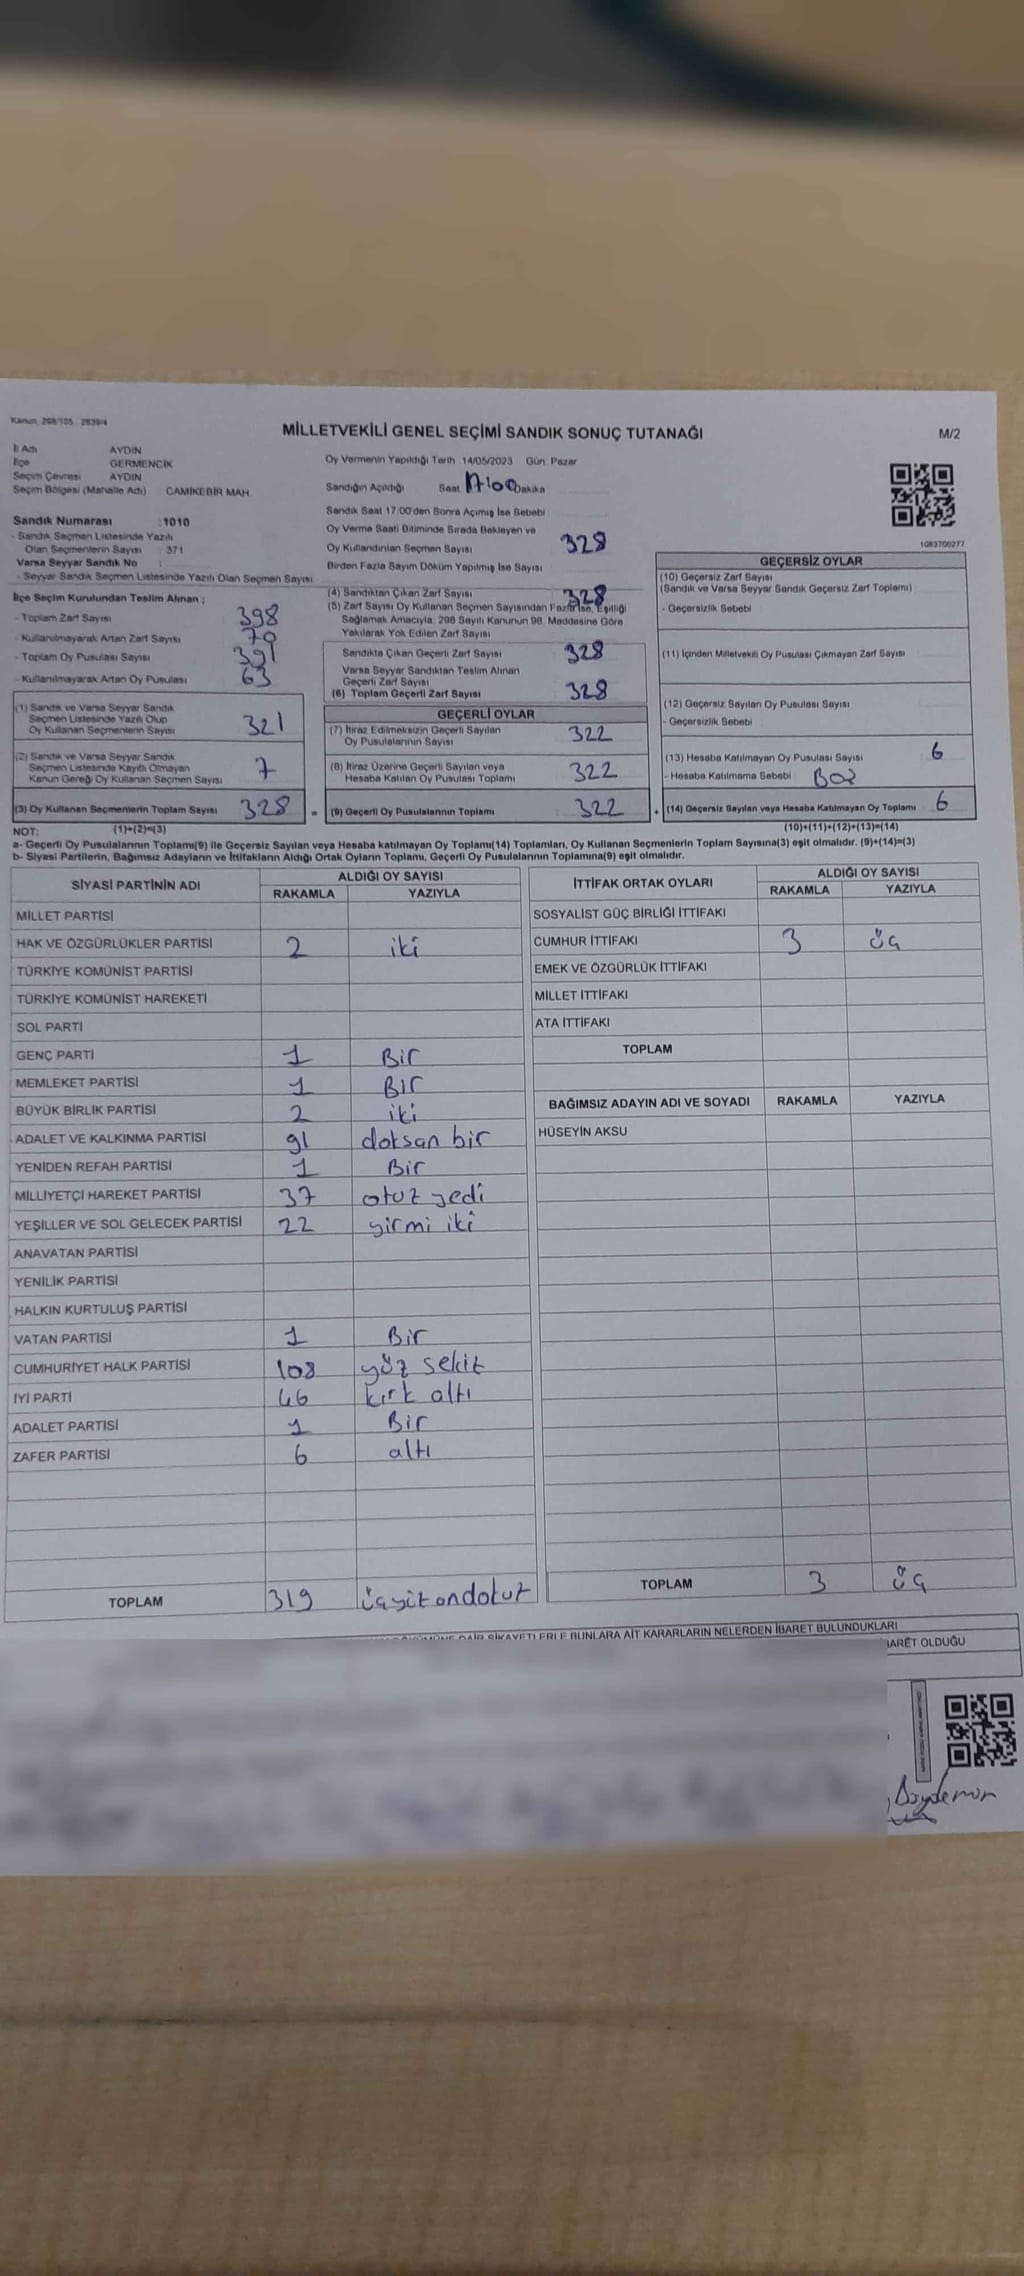 Kanun: 298/105 2839/4
MİLLETVEKİLİ GENEL SEÇİMİ SANDIK SONUÇ TUTANAĞI
M/2
İl Adı AYDIN
İlçe GERMENCİK
Seçim Çevresi AYDIN
Seçim Bölgesi (Mahalle Adı) : CAMİKEBİR MAH.
Sandık Numarası : 1010
- Sandık Seçmen Listesinde Yazılı
Olan Seçmenlerin Sayısı : 371
Varsa Seyyar Sandık No :
- Seyyar Sandık Seçmen Listesinde Yazılı Olan Seçmen Sayısı
İlçe Seçim Kurulundan Teslim Alınan ;
- Toplam Zarf Sayısı 398
- Kullanılmayarak Artan Zarf Sayısı 70
- Toplam Oy Pusulası Sayısı 391
- Kullanılmayarak Artan Oy Pusulası 63
(1) Sandık ve Varsa Seyyar Sandık
Seçmen Listesinde Yazılı Olup
Oy Kullanan Seçmenlerin Sayısı 321
(2) Sandık ve Varsa Seyyar Sandık
Seçmen Listesinde Kayıtlı Olmayan
Kanun Gereği Oy Kullanan Seçmen Sayısı 7
(3) Oy Kullanan Seçmenlerin Toplam Sayısı 328 =
Oy Vermenin Yapıldığı Tarih 14/05/2023 Gün: Pazar
Sandığın Açıldığı Saat 17:00 Dakika
Sandık Saat 17.00'den Sonra Açılmış İse Sebebi
Oy Verme Saati Bitiminde Sırada Bekleyen ve
Oy Kullandırılan Seçmen Sayısı 328
Birden Fazla Sayım Döküm Yapılmış İse Sayısı
(4) Sandıktan Çıkan Zarf Sayısı 328
(5) Zarf Sayısı Oy Kullanan Seçmen Sayısından Fazla İse, Eşitliği
Sağlamak Amacıyla, 298 Sayılı Kanunun 98. Maddesine Göre
Yakılarak Yok Edilen Zarf Sayısı
Sandıkta Çıkan Geçerli Zarf Sayısı 328
Varsa Seyyar Sandıktan Teslim Alınan
Geçerli Zarf Sayısı
(6) Toplam Geçerli Zarf Sayısı 328
GEÇERLİ OYLAR
(7) İtiraz Edilmeksizin Geçerli Sayılan
Oy Pusulalarının Sayısı 322
(8) İtiraz Üzerine Geçerli Sayılan veya
Hesaba Katılan Oy Pusulası Toplamı 322
(9) Geçerli Oy Pusulalarının Toplamı 322 +
1083700277
GEÇERSİZ OYLAR
(10) Geçersiz Zarf Sayısı
(Sandık ve Varsa Seyyar Sandık Geçersiz Zarf Toplamı)
- Geçersizlik Sebebi
(11) İçinden Milletvekili Oy Pusulası Çıkmayan Zarf Sayısı
(12) Geçersiz Sayılan Oy Pusulası Sayısı
- Geçersizlik Sebebi
(13) Hesaba Katılmayan Oy Pusulası Sayısı 6
- Hesaba Katılmama Sebebi Boş
(14) Geçersiz Sayılan veya Hesaba Katılmayan Oy Toplamı 6
NOT: (1)+(2)=(3) (10)+(11)+(12)+(13)=(14)
a- Geçerli Oy Pusulalarının Toplamı(9) ile Geçersiz Sayılan veya Hesaba katılmayan Oy Toplamı(14) Toplamları, Oy Kullanan Seçmenlerin Toplam Sayısına(3) eşit olmalıdır. (9)+(14)=(3)
b- Siyasi Partilerin, Bağımsız Adayların ve İttifakların Aldığı Ortak Oyların Toplamı, Geçerli Oy Pusulalarının Toplamına(9) eşit olmalıdır.
SİYASİ PARTİNİN ADI ALDIĞI OY SAYISI
RAKAMLA YAZIYLA
MİLLET PARTİSİ
HAK VE ÖZGÜRLÜKLER PARTİSİ 2 iki
TÜRKİYE KOMÜNİST PARTİSİ
TÜRKİYE KOMÜNİST HAREKETİ
SOL PARTİ
GENÇ PARTİ 1 Bir
MEMLEKET PARTİSİ 1 Bir
BÜYÜK BİRLİK PARTİSİ 2 iki
ADALET VE KALKINMA PARTİSİ 91 doksan bir
YENİDEN REFAH PARTİSİ 1 Bir
MİLLİYETÇİ HAREKET PARTİSİ 37 otuz yedi
YEŞİLLER VE SOL GELECEK PARTİSİ 22 yirmi iki
ANAVATAN PARTİSİ
YENİLİK PARTİSİ
HALKIN KURTULUŞ PARTİSİ
VATAN PARTİSİ 1 Bir
CUMHURİYET HALK PARTİSİ 108 yüz sekiz
İYİ PARTİ 46 kırk altı
ADALET PARTİSİ 1 Bir
ZAFER PARTİSİ 6 altı
TOPLAM 319 üçyüzondokuz
İTTİFAK ORTAK OYLARI ALDIĞI OY SAYISI
RAKAMLA YAZIYLA
SOSYALİST GÜÇ BİRLİĞİ İTTİFAKI
CUMHUR İTTİFAKI 3 üç
EMEK VE ÖZGÜRLÜK İTTİFAKI
MİLLET İTTİFAKI
ATA İTTİFAKI
TOPLAM
BAĞIMSIZ ADAYIN ADI VE SOYADI RAKAMLA YAZIYLA
HÜSEYİN AKSU
TOPLAM 3 üç
DAİR ŞİKAYETLERLE BUNLARA AİT KARARLARIN NELERDEN İBARET BULUNDUKLARI
OLDUĞU